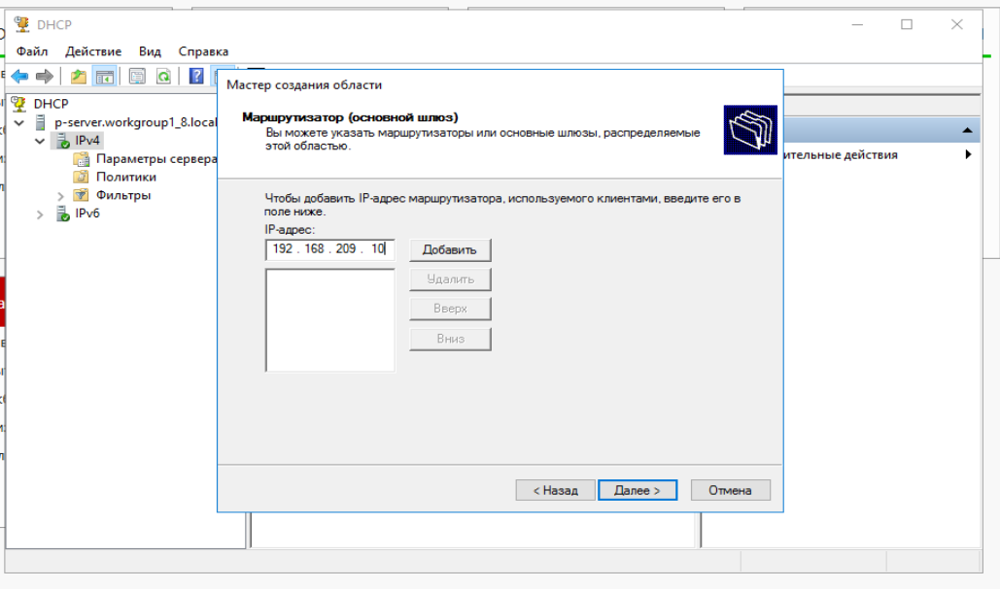 DHCP
Файл Действие Вид Справка
DHCP
p-server.workgroup1_8.local
IPv4
Параметры сервера
Политики
Фильтры
IPv6
Мастер создания области
Маршрутизатор (основной шлюз)
Вы можете указать маршрутизаторы или основные шлюзы, распределяемые
этой областью.
Чтобы добавить IP-адрес маршрутизатора, используемого клиентами, введите его в
поле ниже.
IP-адрес:
192 . 168 . 209 . 10
Добавить
Удалить
Вверх
Вниз
< Назад
Далее >
Отмена
ительные действия